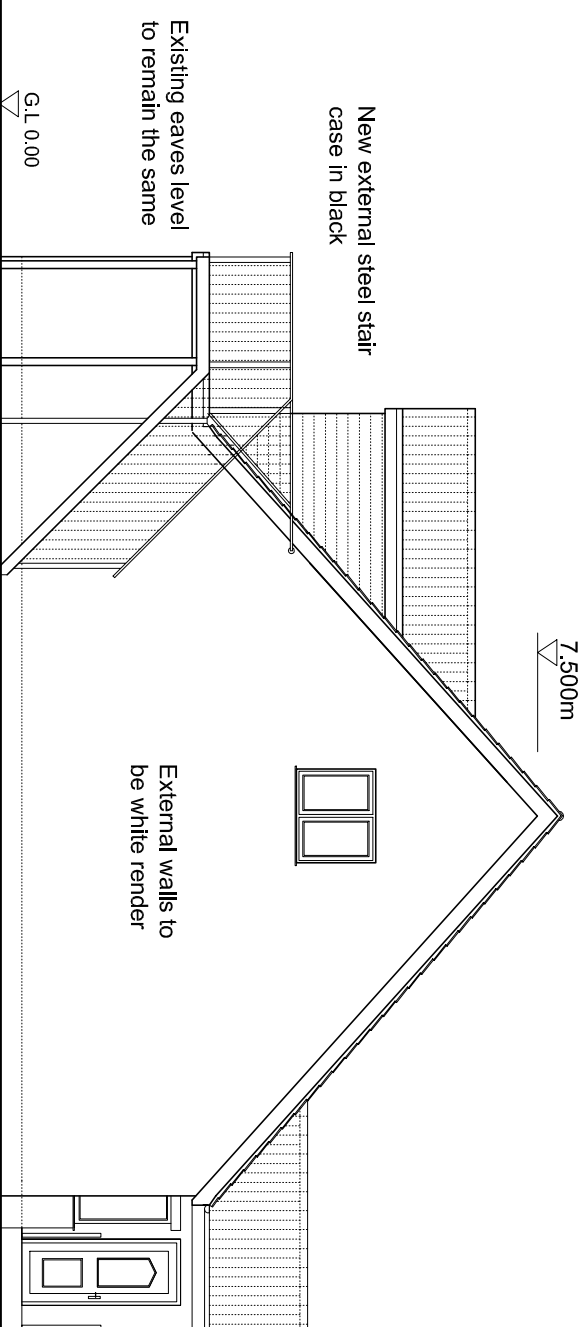 Existing eaves level
to remain the same
G.L 0.00
New external steel stair
case in black
7.500m
External walls to
be white render